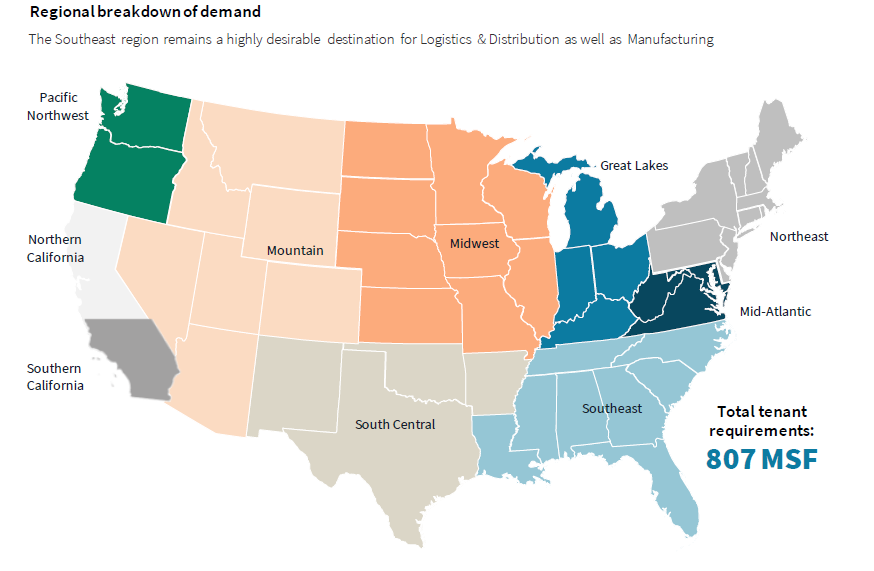 Regional breakdown of demand
The Southeast region remains a highly desirable destination for Logistics & Distribution as well as Manufacturing
Pacific
Northwest
Great Lakes
Northern
California
Mountain
Midwest
Northeast
Mid-Atlantic
Southern
California
South Central
Southeast
Total tenant
requirements:
807 MSF